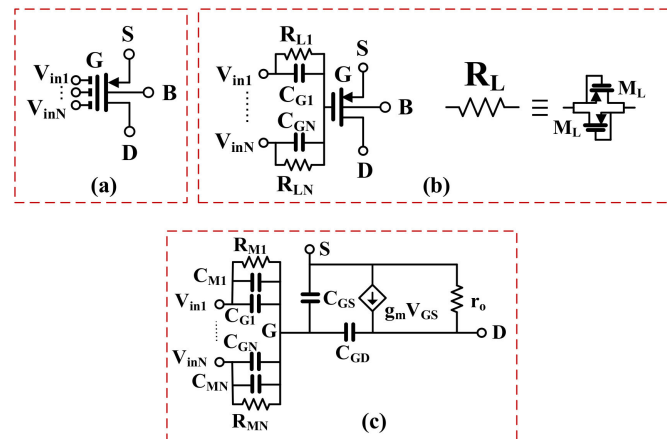 S
G
V_in1
V_inN
B
D
(a)
R_L1
S
V_in1
G
C_G1
B
C_GN
V_inN
D
R_LN
R_L
≡
M_L
M_L
(b)
R_M1
S
C_M1
C_GS
g_mV_GS
r_o
V_in1
C_G1
G
D
C_GN
V_inN
C_GD
C_MN
R_MN
(c)